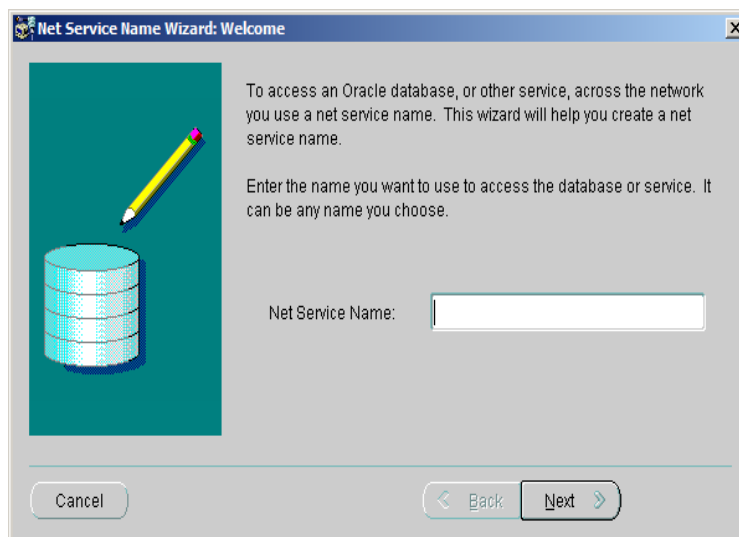 Net Service Name Wizard: Welcome
To access an Oracle database, or other service, across the network
you use a net service name. This wizard will help you create a net
service name.
Enter the name you want to use to access the database or service. It
can be any name you choose.
Net Service Name:
Cancel
Back
Next